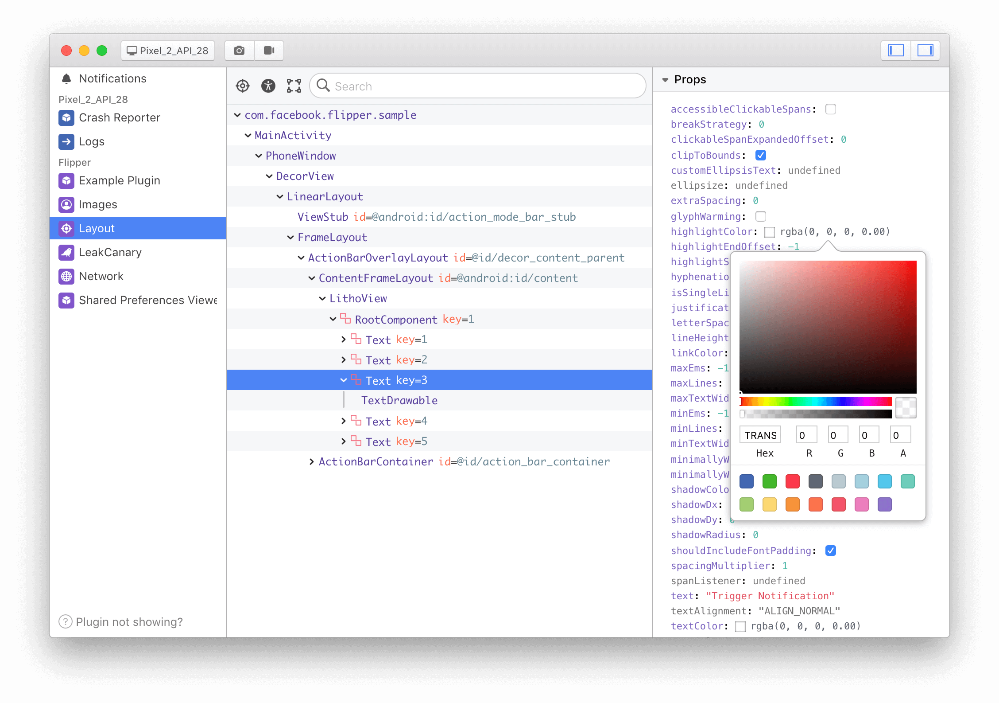 Pixel_2_API_28
Notifications
Pixel_2_API_28
Crash Reporter
Logs
Flipper
Example Plugin
Images
Layout
LeakCanary
Network
Shared Preferences Viewe
? Plugin not showing?
Search
com.facebook.flipper.sample
MainActivity
PhoneWindow
DecorView
LinearLayout
ViewStub id=@android:id/action_mode_bar_stub
FrameLayout
ActionBarOverlayLayout id=@id/decor_content_parent
ContentFrameLayout id=@android:id/content
LithoView
RootComponent key=1
Text key=1
Text key=2
Text key=3
TextDrawable
Text key=4
Text key=5
ActionBarContainer id=@id/action_bar_container
Props
accessibleClickableSpans:
breakStrategy: 0
clickableSpanExpandedOffset: 0
clipToBounds:
customEllipsisText: undefined
ellipsize: undefined
extraSpacing: 0
glyphWarming:
highlightColor: rgba(0, 0, 0, 0.00)
highlightEndOffset: -1
highlightS
hyphenatio
isSingleLi
justificat
letterSpac
lineHeight
linkColor:
maxEms: -1
maxLines:
maxTextWid
minEms: -1
minLines:
minTextWid
minimallyW
minimallyW
shadowColo
shadowDx:
shadowDy: 0
shadowRadius: 0
shouldIncludeFontPadding:
spacingMultiplier: 1
spanListener: undefined
text: "Trigger Notification"
textAlignment: "ALIGN_NORMAL"
textColor: rgba(0, 0, 0, 0.00)
TRANS 0 0 0 0
Hex R G B A